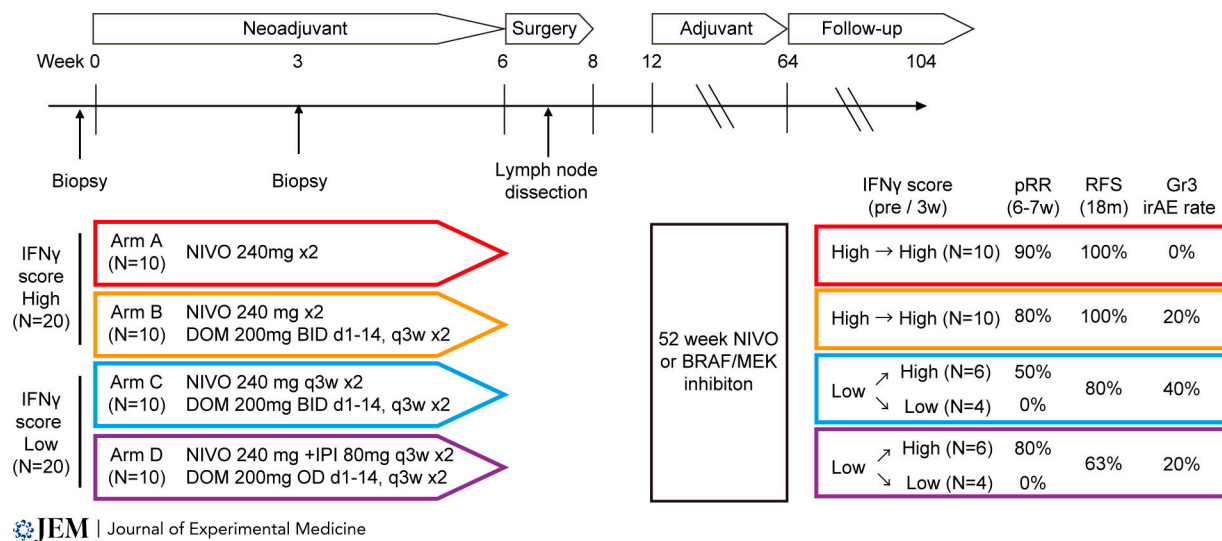 Neoadjuvant
Surgery
Adjuvant
Follow-up
Week 0 3 6 8 12 64 104
Biopsy
Biopsy
Lymph node
dissection
IFNγ score
(pre / 3w)
pRR
(6-7w)
RFS
(18m)
Gr3
irAE rate
IFNγ
score
High
(N=20)
Arm A
(N=10)
NIVO 240mg x2
High → High (N=10) 90% 100% 0%
Arm B
(N=10)
NIVO 240 mg x2
DOM 200mg BID d1-14, q3w x2
High → High (N=10) 80% 100% 20%
52 week NIVO
or BRAF/MEK
inhibiton
IFNγ
score
Low
(N=20)
Arm C
(N=10)
NIVO 240 mg q3w x2
DOM 200mg BID d1-14, q3w x2
Low
↗ High (N=6) 50%
↘ Low (N=4) 0%
80% 40%
Arm D
(N=10)
NIVO 240 mg +IPI 80mg q3w x2
DOM 200mg OD d1-14, q3w x2
Low
↗ High (N=6) 80%
↘ Low (N=4) 0%
63% 20%
JEM | Journal of Experimental Medicine